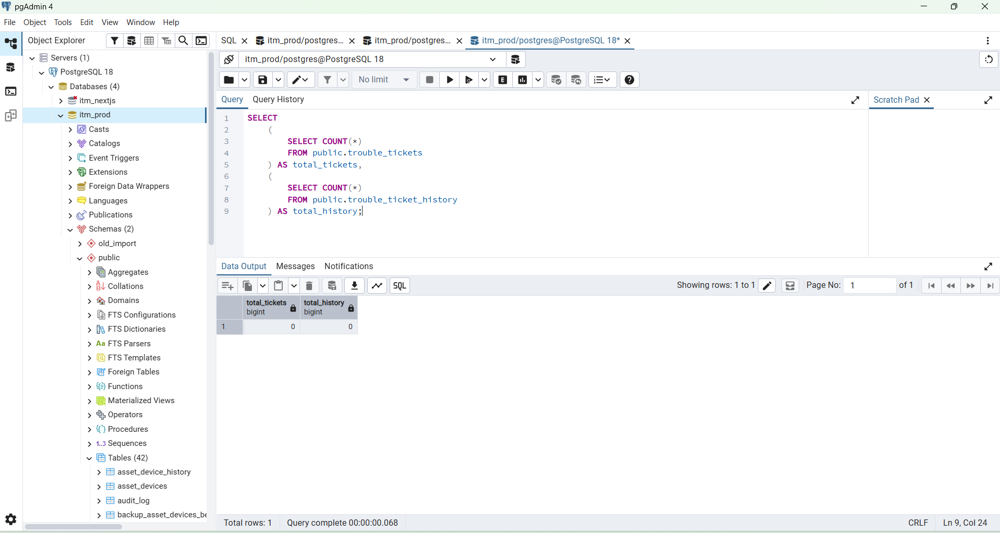 pgAdmin 4
File Object Tools Edit View Window Help
Object Explorer
SQL itm_prod/postgres... itm_prod/postgres... itm_prod/postgres@PostgreSQL 18*
Servers (1)
PostgreSQL 18
Databases (4)
itm_nextjs
itm_prod
Casts
Catalogs
Event Triggers
Extensions
Foreign Data Wrappers
Languages
Publications
Schemas (2)
old_import
public
Aggregates
Collations
Domains
FTS Configurations
FTS Dictionaries
Aa FTS Parsers
FTS Templates
Foreign Tables
Functions
Materialized Views
Operators
Procedures
1..3 Sequences
Tables (42)
asset_device_history
asset_devices
audit_log
backup_asset_devices_be
itm_prod/postgres@PostgreSQL 18
No limit E
Query Query History
Scratch Pad
1 SELECT
2 (
3 SELECT COUNT(*)
4 FROM public.trouble_tickets
5 ) AS total_tickets,
6 (
7 SELECT COUNT(*)
8 FROM public.trouble_ticket_history
9 ) AS total_history;
Data Output Messages Notifications
SQL Showing rows: 1 to 1 Page No: 1 of 1
total_tickets total_history
bigint bigint
1 0 0
Total rows: 1 Query complete 00:00:00.068 CRLF Ln 9, Col 24